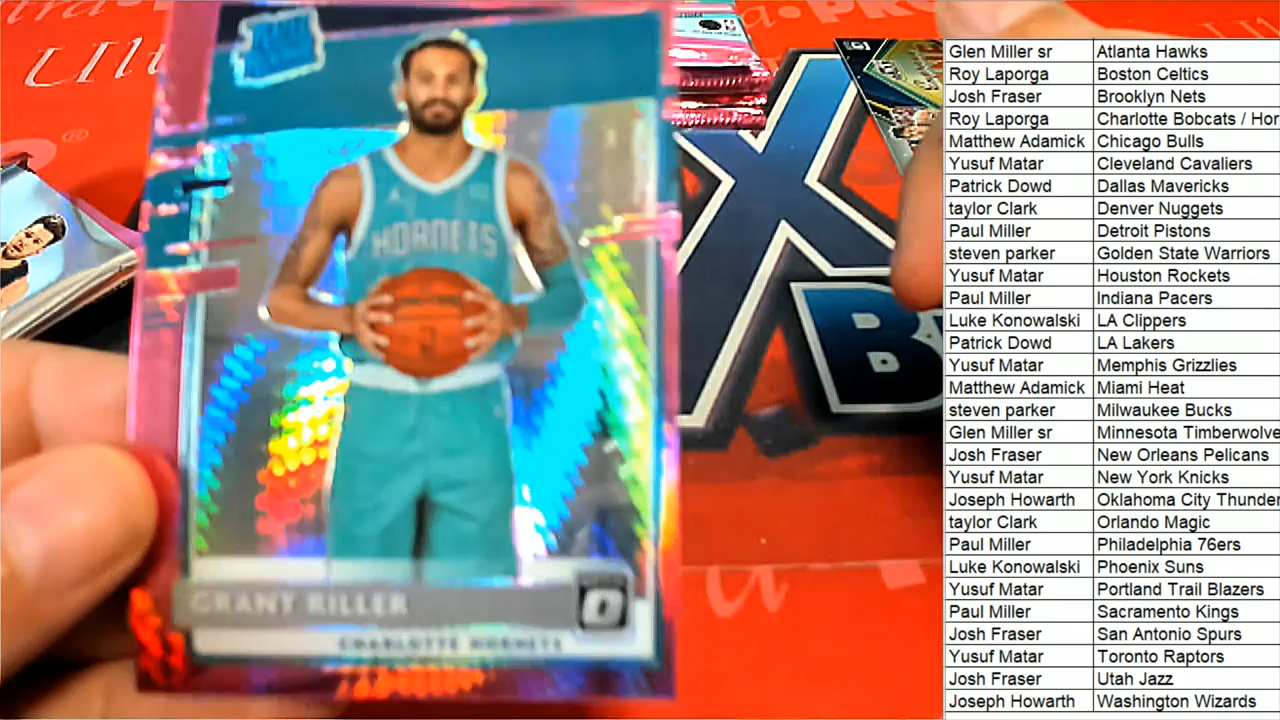 HORNETS
GRANT RILLER
CHARLOTTE HORNETS
Glen Miller sr Atlanta Hawks
Roy Laporga Boston Celtics
Josh Fraser Brooklyn Nets
Roy Laporga Charlotte Bobcats / Hor
Matthew Adamick Chicago Bulls
Yusuf Matar Cleveland Cavaliers
Patrick Dowd Dallas Mavericks
taylor Clark Denver Nuggets
Paul Miller Detroit Pistons
steven parker Golden State Warriors
Yusuf Matar Houston Rockets
Paul Miller Indiana Pacers
Luke Konowalski LA Clippers
Patrick Dowd LA Lakers
Yusuf Matar Memphis Grizzlies
Matthew Adamick Miami Heat
steven parker Milwaukee Bucks
Glen Miller sr Minnesota Timberwolve
Josh Fraser New Orleans Pelicans
Yusuf Matar New York Knicks
Joseph Howarth Oklahoma City Thunder
taylor Clark Orlando Magic
Paul Miller Philadelphia 76ers
Luke Konowalski Phoenix Suns
Yusuf Matar Portland Trail Blazers
Paul Miller Sacramento Kings
Josh Fraser San Antonio Spurs
Yusuf Matar Toronto Raptors
Josh Fraser Utah Jazz
Joseph Howarth Washington Wizards